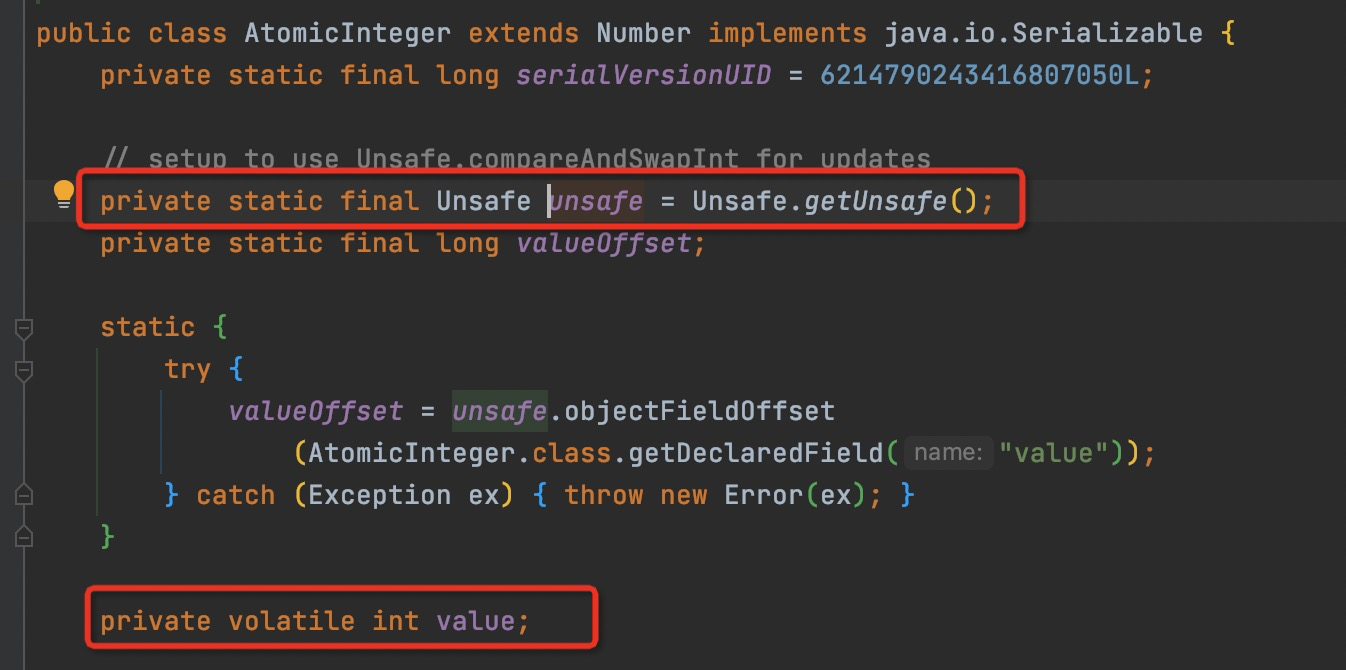 public class AtomicInteger extends Number implements java.io.Serializable {
private static final long serialVersionUID = 6214790243416807050L;
// setup to use Unsafe.compareAndSwapInt for updates
private static final Unsafe unsafe = Unsafe.getUnsafe();
private static final long valueOffset;
static {
try {
valueOffset = unsafe.objectFieldOffset
(AtomicInteger.class.getDeclaredField( name: "value"));
} catch (Exception ex) { throw new Error(ex); }
}
private volatile int value;